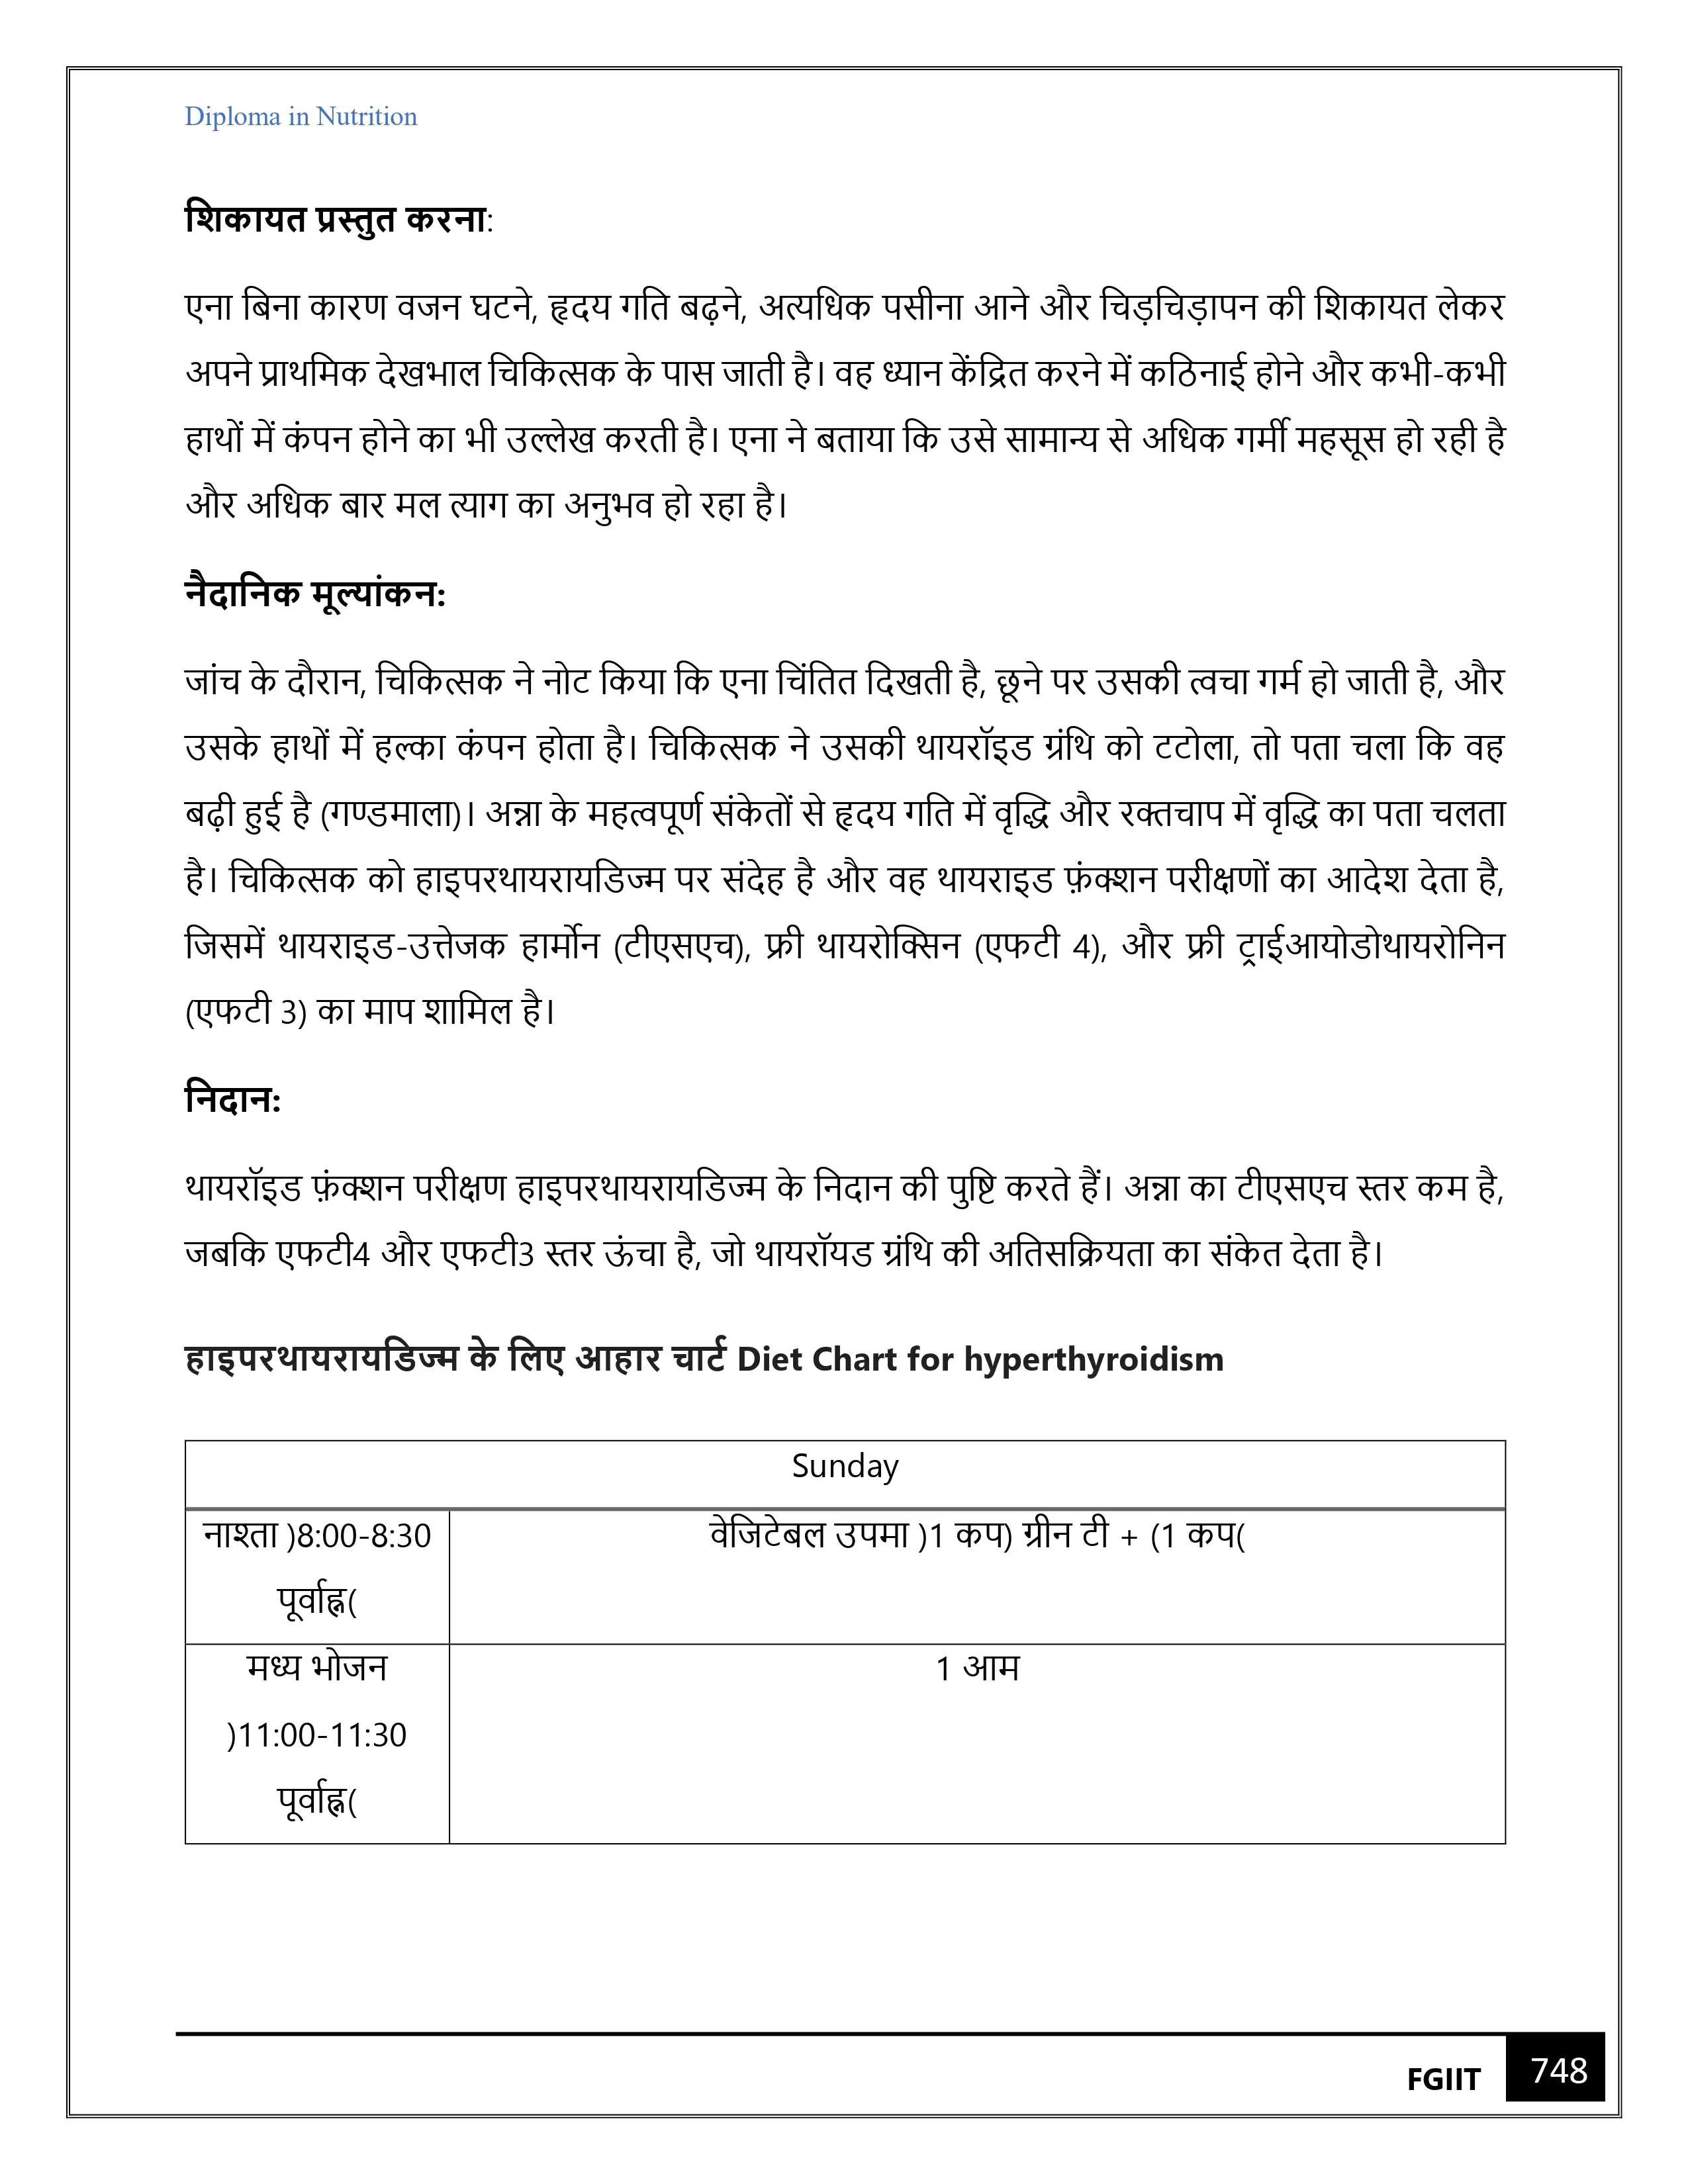 Diploma in Nutrition
शिकायत प्रस्तुत करना:
एना बिना कारण वजन घटने, हृदय गति बढ़ने, अत्यधिक पसीना आने और चिड़चिड़ापन की शिकायत लेकर
अपने प्राथमिक देखभाल चिकित्सक के पास जाती है। वह ध्यान केंद्रित करने में कठिनाई होने और कभी-कभी
हाथों में कंपन होने का भी उल्लेख करती है। एना ने बताया कि उसे सामान्य से अधिक गर्मी महसूस हो रही है
और अधिक बार मल त्याग का अनुभव हो रहा है।
नैदानिक मूल्यांकन:
जांच के दौरान, चिकित्सक ने नोट किया कि एना चिंतित दिखती है, छूने पर उसकी त्वचा गर्म हो जाती है, और
उसके हाथों में हल्का कंपन होता है। चिकित्सक ने उसकी थायरॉइड ग्रंथि को टटोला, तो पता चला कि वह
बढ़ी हुई है (गण्डमाला)। अन्ना के महत्वपूर्ण संकेतों से हृदय गति में वृद्धि और रक्तचाप में वृद्धि का पता चलता
है। चिकित्सक को हाइपरथायरायडिज्म पर संदेह है और वह थायराइड फ़ंक्शन परीक्षणों का आदेश देता है,
जिसमें थायराइड-उत्तेजक हार्मोन (टीएसएच), फ्री थायरोक्सिन (एफटी 4), और फ्री ट्राईआयोडोथायरोनिन
(एफटी 3) का माप शामिल है।
निदान:
थायरॉइड फ़ंक्शन परीक्षण हाइपरथायरायडिज्म के निदान की पुष्टि करते हैं। अन्ना का टीएसएच स्तर कम है,
जबकि एफटी4 और एफटी3 स्तर ऊंचा है, जो थायरॉयड ग्रंथि की अतिसक्रियता का संकेत देता है।
हाइपरथायरायडिज्म के लिए आहार चार्ट Diet Chart for hyperthyroidism
Sunday
नाश्ता )8:00-8:30
पूर्वाह्न(
वेजिटेबल उपमा )1 कप) ग्रीन टी + (1 कप(
मध्य भोजन
)11:00-11:30
पूर्वाह्न(
1 आम
FGIIT
748